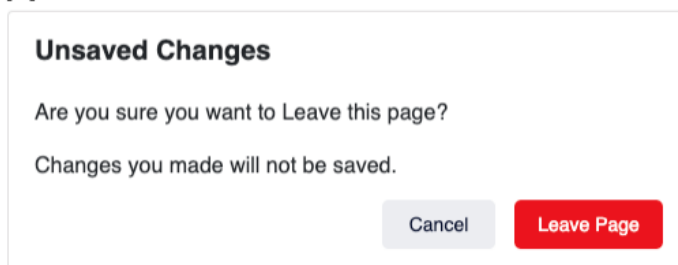 Unsaved Changes
Are you sure you want to Leave this page?
Changes you made will not be saved.
Cancel
Leave Page